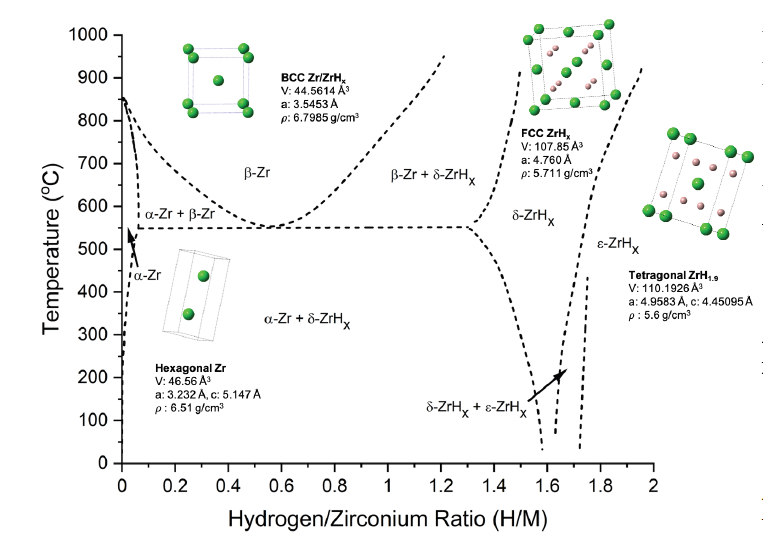 1000
900
800
700
600
500
400
300
200
100
0
Temperature (⁰C)
BCC Zr/ZrHₓ
V: 44.5614 Å³
a: 3.5453 Å
ρ: 6.7985 g/cm³
FCC ZrHₓ
V: 107.85 Å³
a: 4.760 Å
ρ: 5.711 g/cm³
β-Zr
β-Zr + δ-ZrHₓ
α-Zr + β-Zr
δ-ZrHₓ
ε-ZrHₓ
α-Zr
Tetragonal ZrH₁.₉
V: 110.1926 Å³
a: 4.9583 Å, c: 4.45095 Å
ρ : 5.6 g/cm³
α-Zr + δ-ZrHₓ
Hexagonal Zr
V: 46.56 Å³
a: 3.232 Å, c: 5.147 Å
ρ : 6.51 g/cm³
δ-ZrHₓ + ε-ZrHₓ
0 0.2 0.4 0.6 0.8 1 1.2 1.4 1.6 1.8 2
Hydrogen/Zirconium Ratio (H/M)